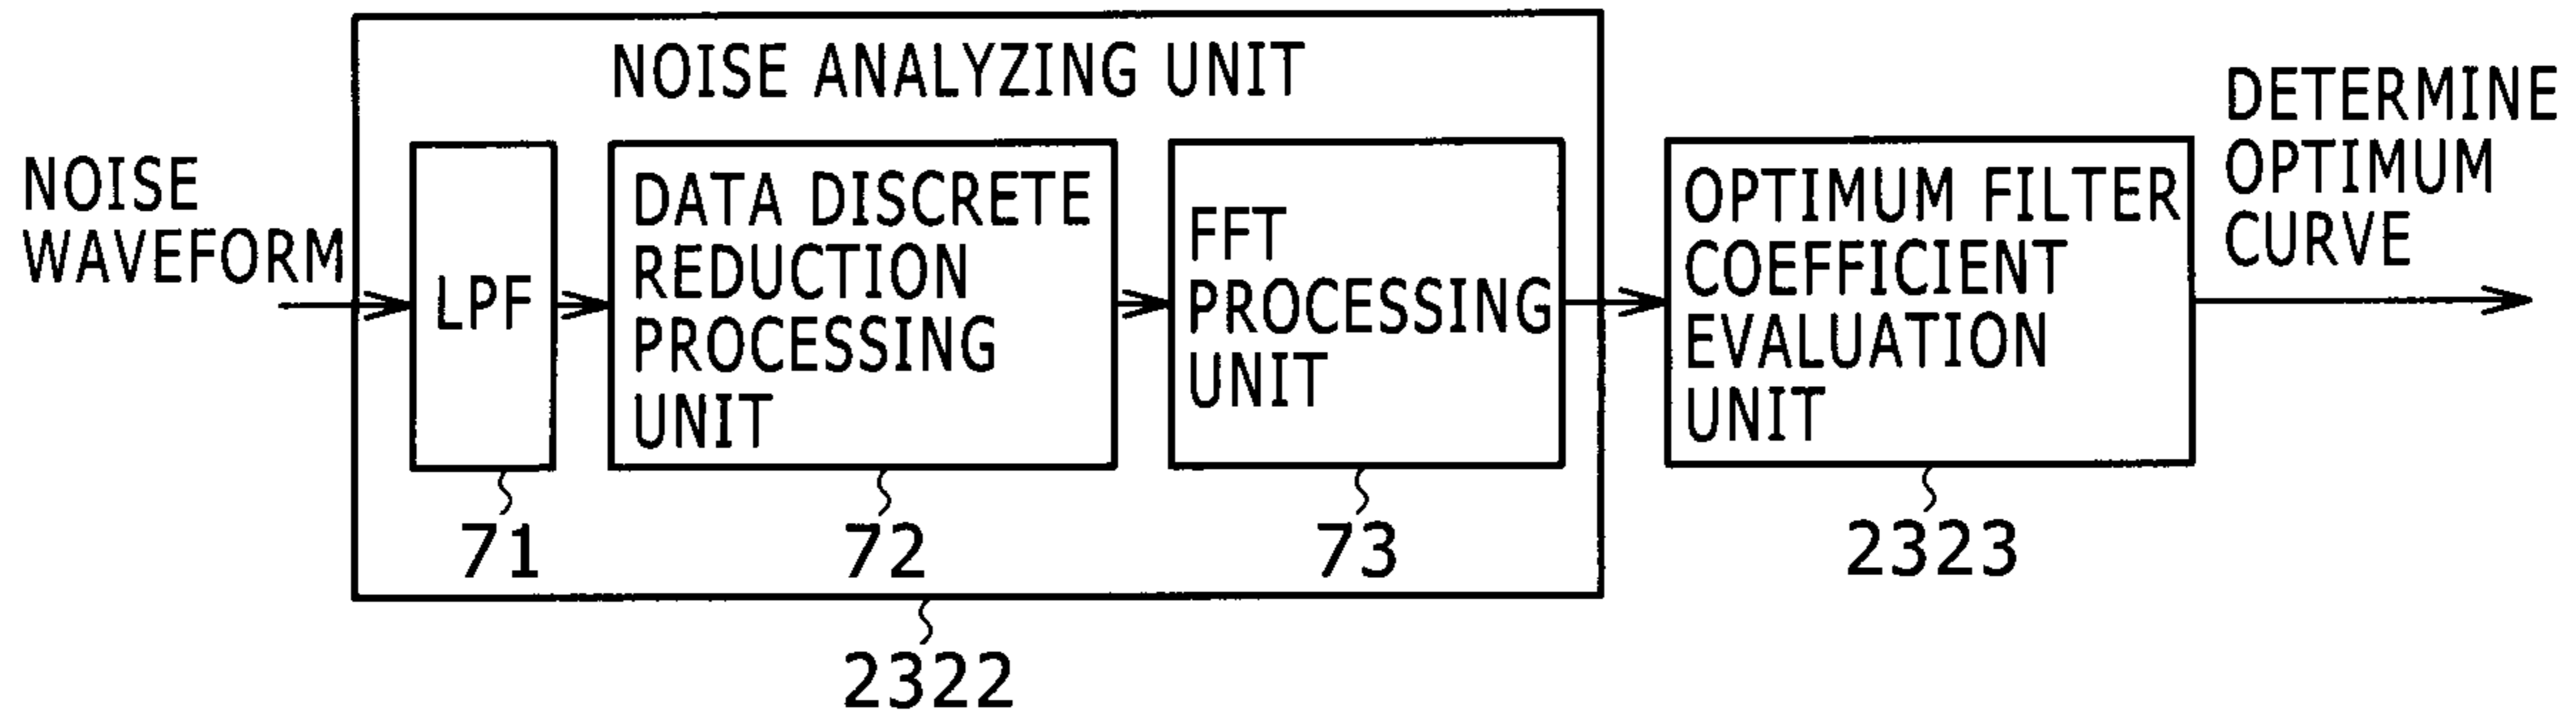 NOISE ANALYZING UNIT
NOISE
WAVEFORM
LPF
DATA DISCRETE
REDUCTION
PROCESSING
UNIT
FFT
PROCESSING
UNIT
OPTIMUM FILTER
COEFFICIENT
EVALUATION
UNIT
DETERMINE
OPTIMUM
CURVE
71
72
73
2323
2322